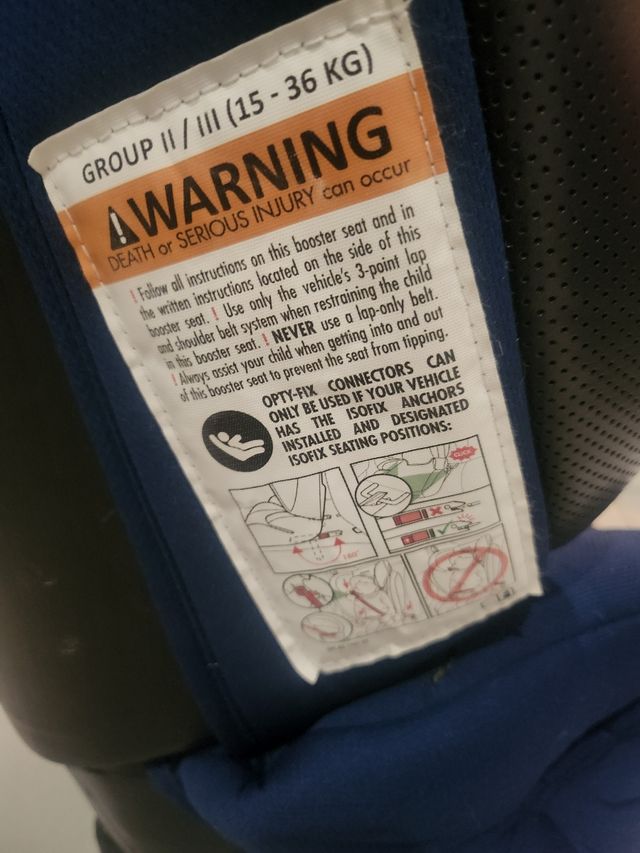 GROUP II / III (15 - 36 KG)
WARNING
DEATH or SERIOUS INJURY can occur
! Follow all instructions on this booster seat and in
the written instructions located on the side of this
booster seat. ! Use only the vehicle's 3-point lap
and shoulder belt system when restraining the child
in this booster seat. ! NEVER use a lap-only belt.
! Always assist your child when getting into and out
of this booster seat to prevent the seat from tipping.
OPTY-FIX CONNECTORS CAN
ONLY BE USED IF YOUR VEHICLE
HAS THE ISOFIX ANCHORS
INSTALLED AND DESIGNATED
ISOFIX SEATING POSITIONS:
CLICK
180°